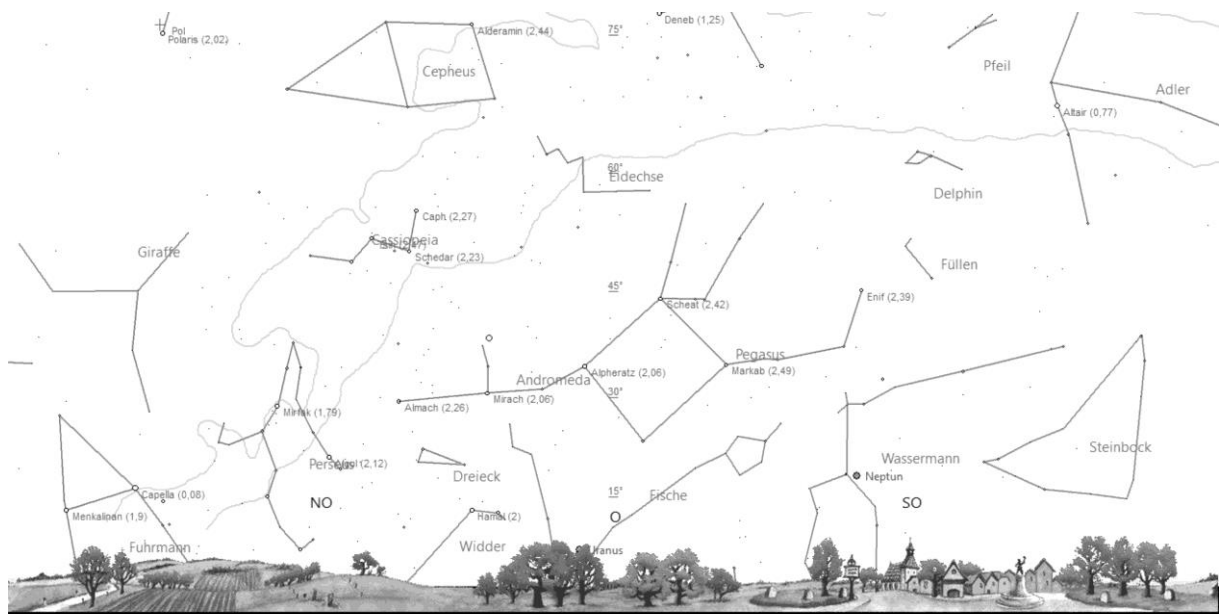 Pol
Polaris (2,02)
Alderamin (2,44)
75°
Deneb (1,25)
Cepheus
Pfeil
Adler
Altair (0,77)
60°
Eidechse
Delphin
Caph (2,27)
Cassiopeia
Schedar (2,23)
Giraffe
Füllen
45°
Scheat (2,42)
Enif (2,39)
Pegasus
Markab (2,49)
Alpheratz (2,06)
Andromeda
Mirach (2,06)
Almach (2,26)
30°
Mirfak (1,79)
Perseus
Algol (2,12)
Dreieck
Steinbock
Wassermann
Neptun
Capella (0,08)
Menkalinan (1,9)
15°
Fische
NO
O
SO
Hamal (2)
Fuhrmann
Widder
Uranus